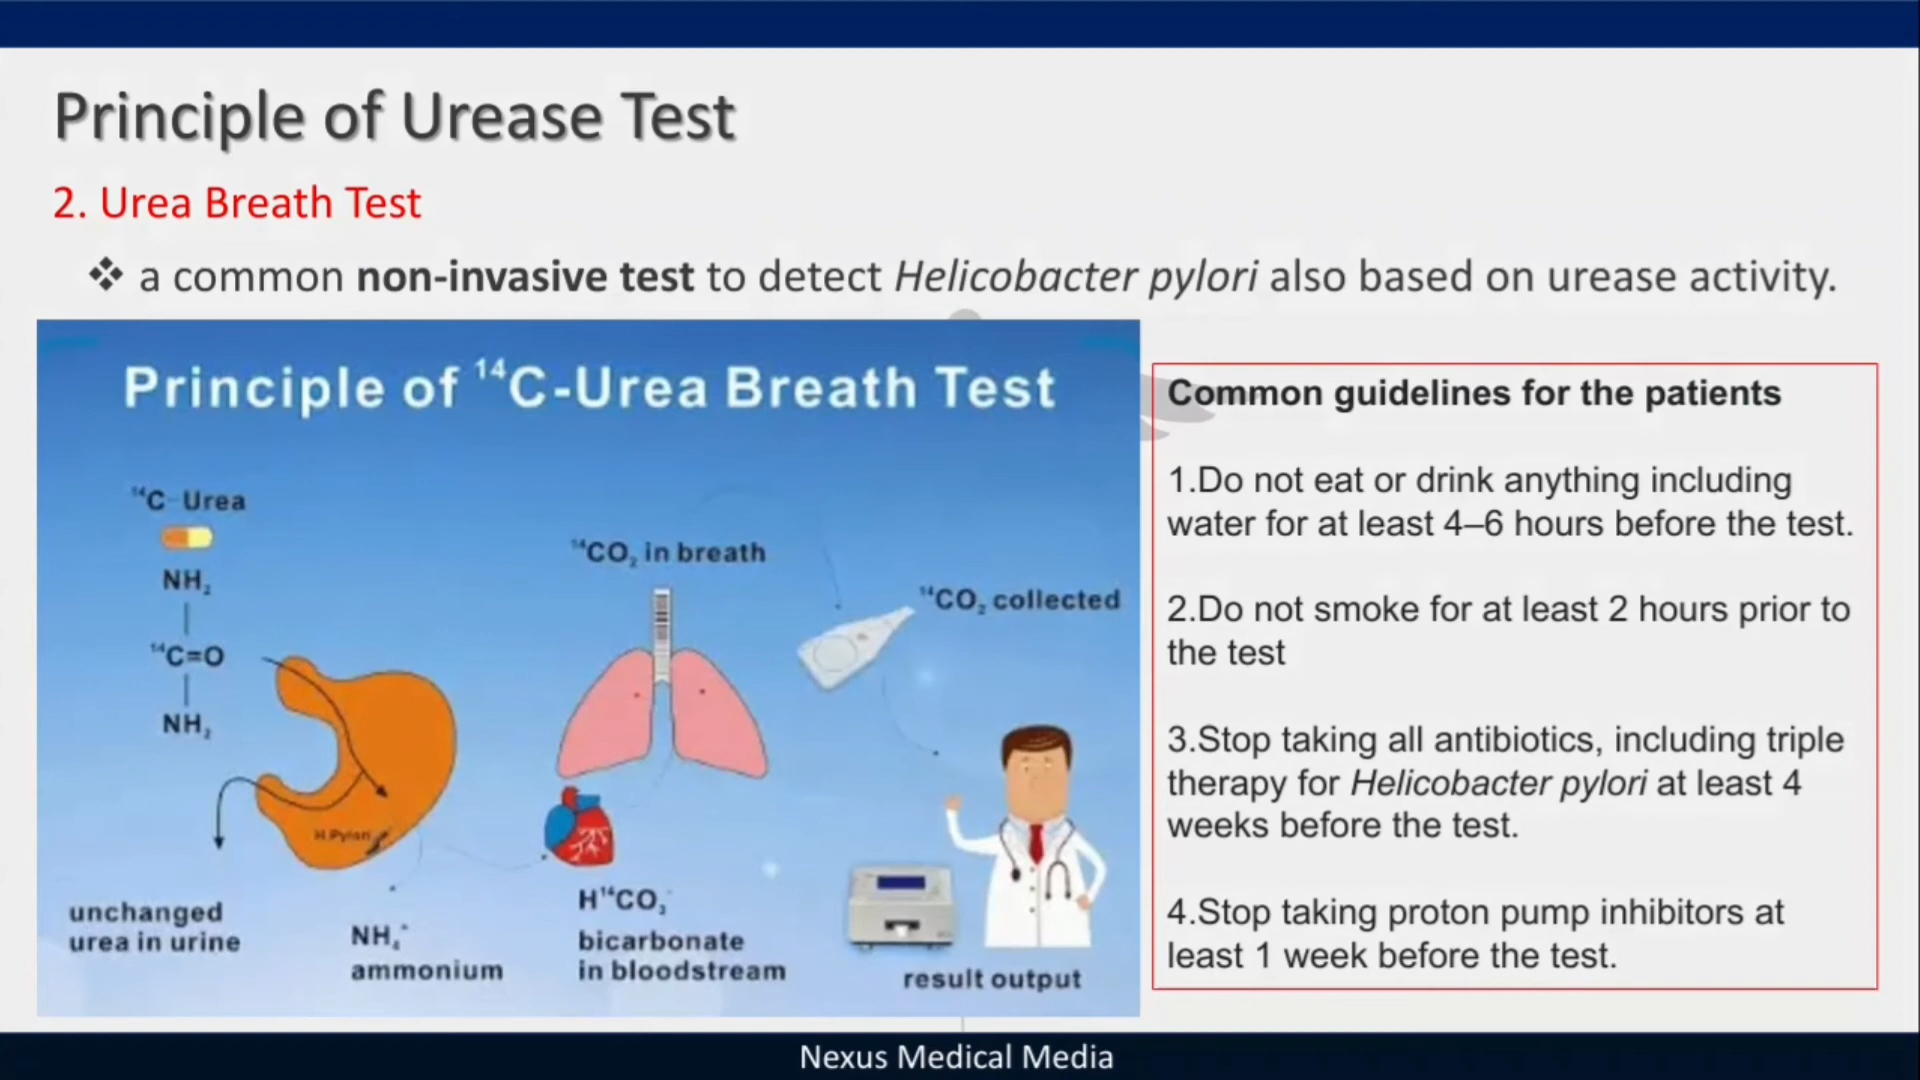 Principle of Urease Test
2. Urea Breath Test
❖ a common non-invasive test to detect Helicobacter pylori also based on urease activity.
Principle of ¹⁴C-Urea Breath Test
¹⁴C-Urea
NH₂
¹⁴C=O
NH₂
H.Pylori
unchanged
urea in urine
NH₄⁺
ammonium
¹⁴CO₂ in breath
H¹⁴CO₃⁻
bicarbonate
in bloodstream
¹⁴CO₂ collected
result output
Common guidelines for the patients
1.Do not eat or drink anything including
water for at least 4–6 hours before the test.
2.Do not smoke for at least 2 hours prior to
the test
3.Stop taking all antibiotics, including triple
therapy for Helicobacter pylori at least 4
weeks before the test.
4.Stop taking proton pump inhibitors at
least 1 week before the test.
Nexus Medical Media